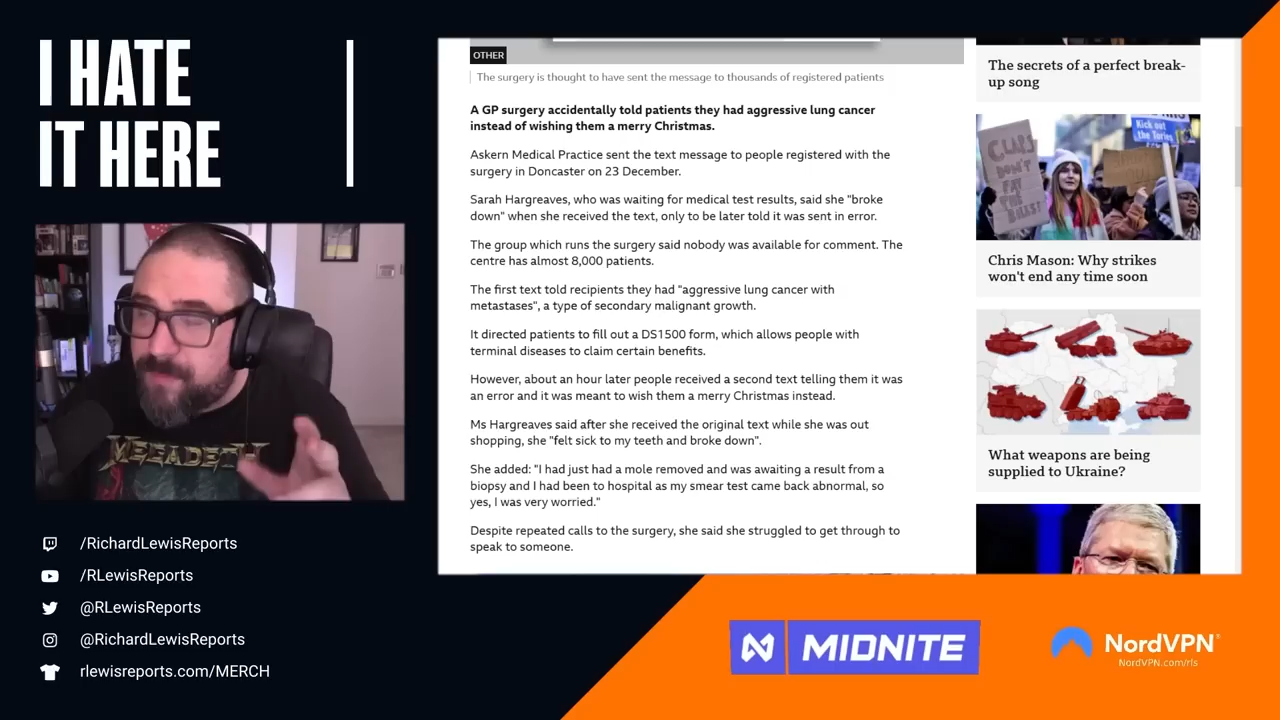 I HATE
IT HERE
MEGADETH
/RichardLewisReports
/RLewisReports
@RLewisReports
@RichardLewisReports
rlewisreports.com/MERCH
OTHER
The surgery is thought to have sent the message to thousands of registered patients
A GP surgery accidentally told patients they had aggressive lung cancer
instead of wishing them a merry Christmas.
Askern Medical Practice sent the text message to people registered with the
surgery in Doncaster on 23 December.
Sarah Hargreaves, who was waiting for medical test results, said she "broke
down" when she received the text, only to be later told it was sent in error.
The group which runs the surgery said nobody was available for comment. The
centre has almost 8,000 patients.
The first text told recipients they had "aggressive lung cancer with
metastases", a type of secondary malignant growth.
It directed patients to fill out a DS1500 form, which allows people with
terminal diseases to claim certain benefits.
However, about an hour later people received a second text telling them it was
an error and it was meant to wish them a merry Christmas instead.
Ms Hargreaves said after she received the original text while she was out
shopping, she "felt sick to my teeth and broke down".
She added: "I had just had a mole removed and was awaiting a result from a
biopsy and I had been to hospital as my smear test came back abnormal, so
yes, I was very worried."
Despite repeated calls to the surgery, she said she struggled to get through to
speak to someone.
The secrets of a perfect break-
up song
CLAPS
DON'T
PAY
THE
BILLS!
Kick out
the Tories
Chris Mason: Why strikes
won't end any time soon
What weapons are being
supplied to Ukraine?
MIDNITE
NordVPN®
NordVPN.com/rls